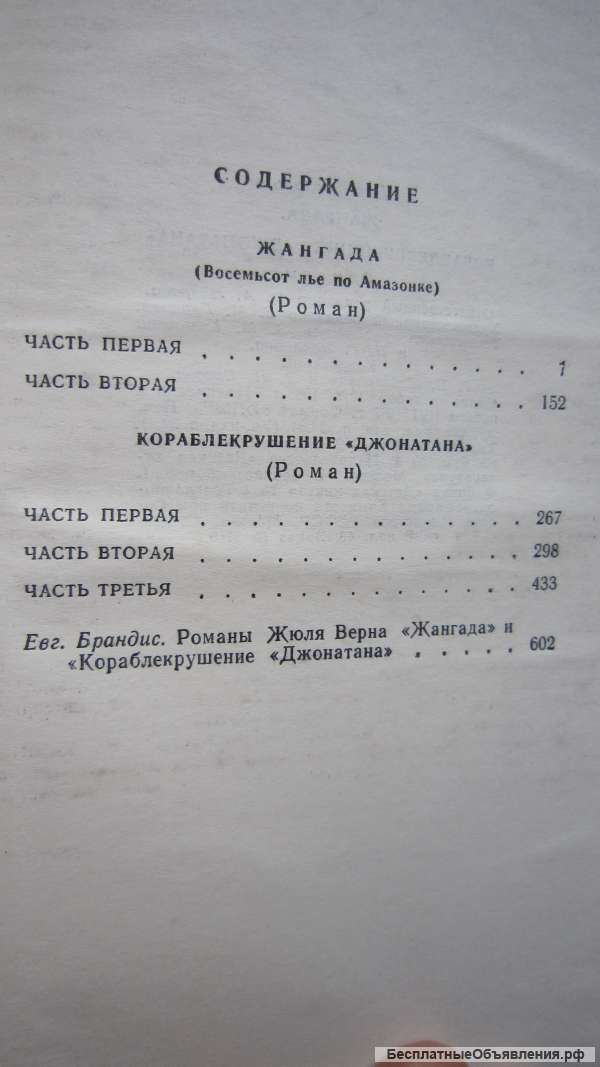 СОДЕРЖАНИЕ
ЖАНГАДА
(Восемьсот лье по Амазонке)
(Роман)
ЧАСТЬ ПЕРВАЯ . . . . . . . . . . . . . . 7
ЧАСТЬ ВТОРАЯ . . . . . . . . . . . . . . 152
КОРАБЛЕКРУШЕНИЕ «ДЖОНАТАНА»
(Роман)
ЧАСТЬ ПЕРВАЯ . . . . . . . . . . . . . 267
ЧАСТЬ ВТОРАЯ . . . . . . . . . . . . . 298
ЧАСТЬ ТРЕТЬЯ . . . . . . . . . . . . . 433
Евг. Брандис. Романы Жюля Верна «Жангада» и
«Кораблекрушение «Джонатана» . . . . . 602
БесплатныеОбъявления.рф